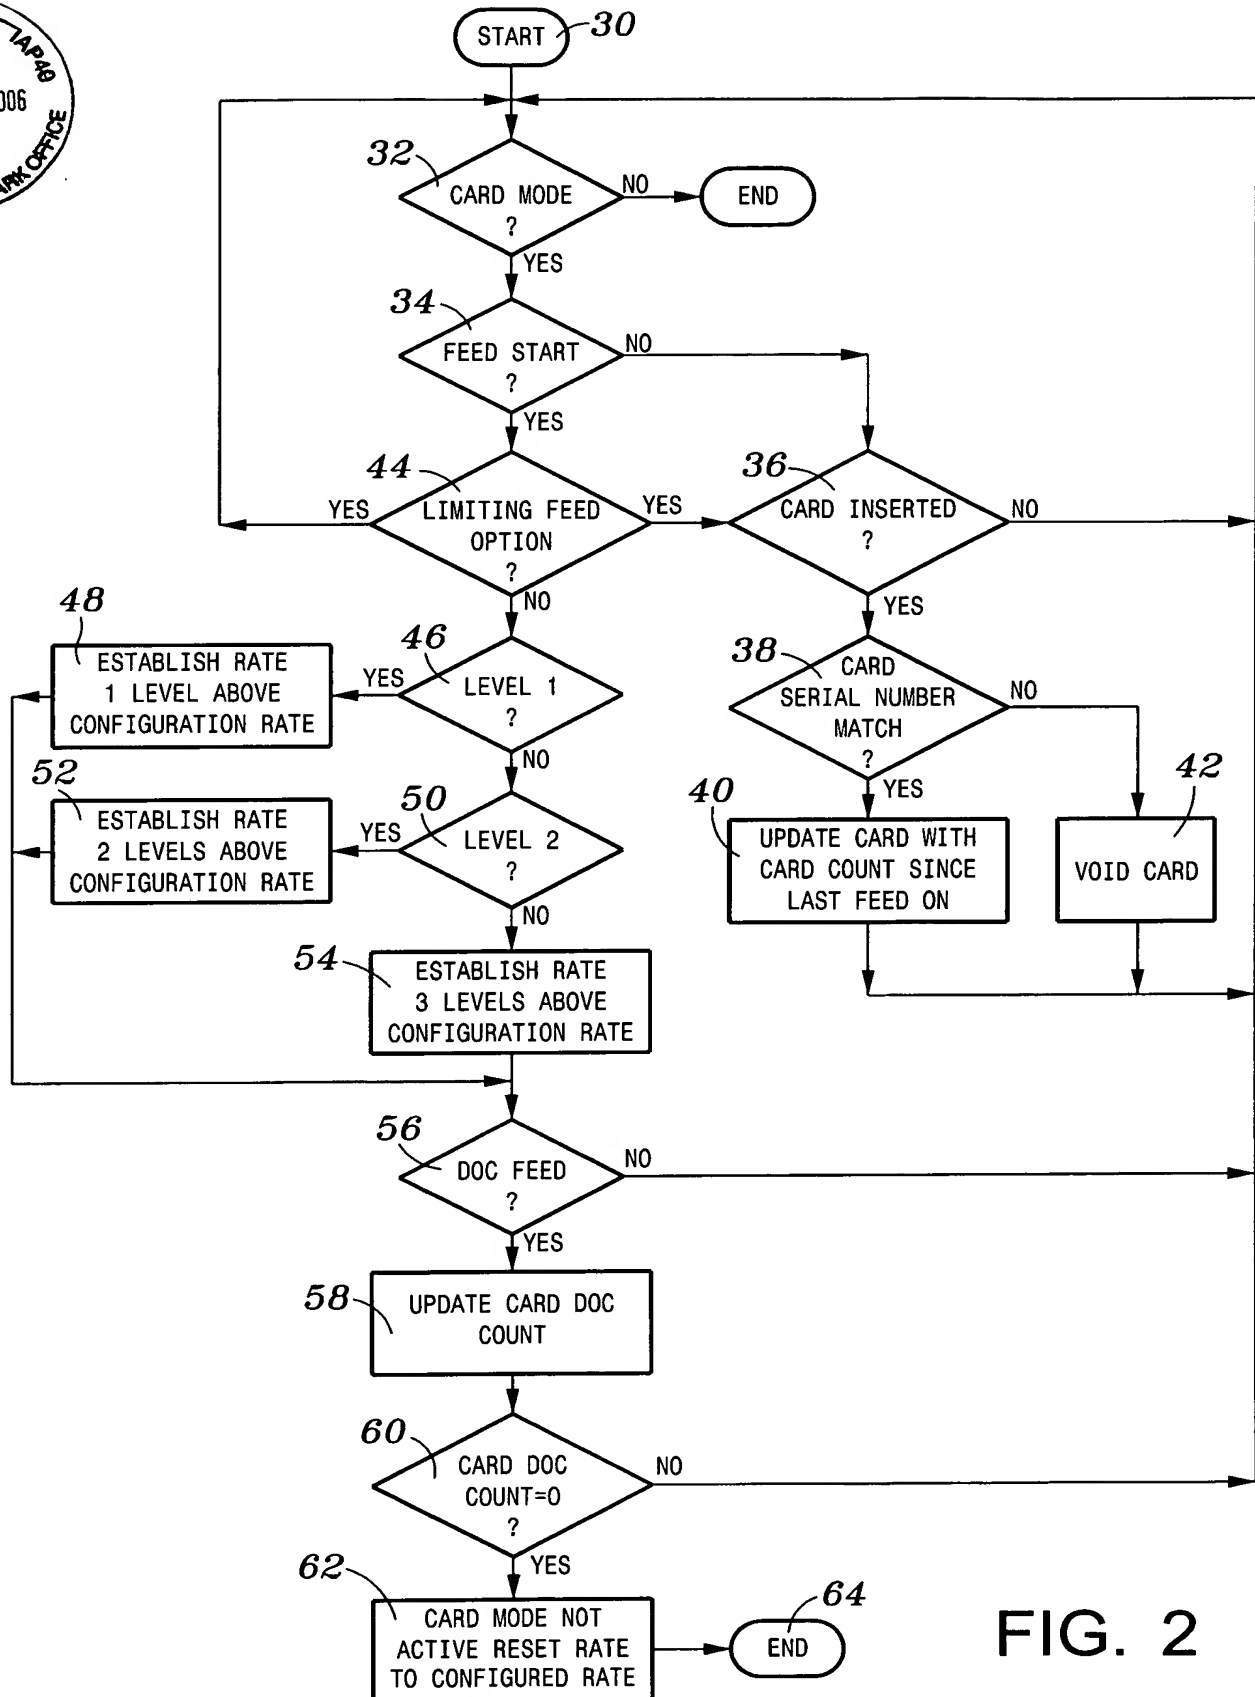 1AP40
006
ARK OFFICE
START
30
32
CARD MODE
?
NO
END
YES
34
FEED START
?
NO
YES
44
LIMITING FEED
OPTION
?
YES
YES
NO
36
CARD INSERTED
?
NO
YES
48
ESTABLISH RATE
1 LEVEL ABOVE
CONFIGURATION RATE
46
LEVEL 1
?
YES
NO
38
CARD
SERIAL NUMBER
MATCH
?
NO
YES
52
ESTABLISH RATE
2 LEVELS ABOVE
CONFIGURATION RATE
50
LEVEL 2
?
YES
NO
40
UPDATE CARD WITH
CARD COUNT SINCE
LAST FEED ON
42
VOID CARD
54
ESTABLISH RATE
3 LEVELS ABOVE
CONFIGURATION RATE
56
DOC FEED
?
NO
YES
58
UPDATE CARD DOC
COUNT
60
CARD DOC
COUNT=0
?
NO
YES
62
CARD MODE NOT
ACTIVE RESET RATE
TO CONFIGURED RATE
64
END
FIG. 2